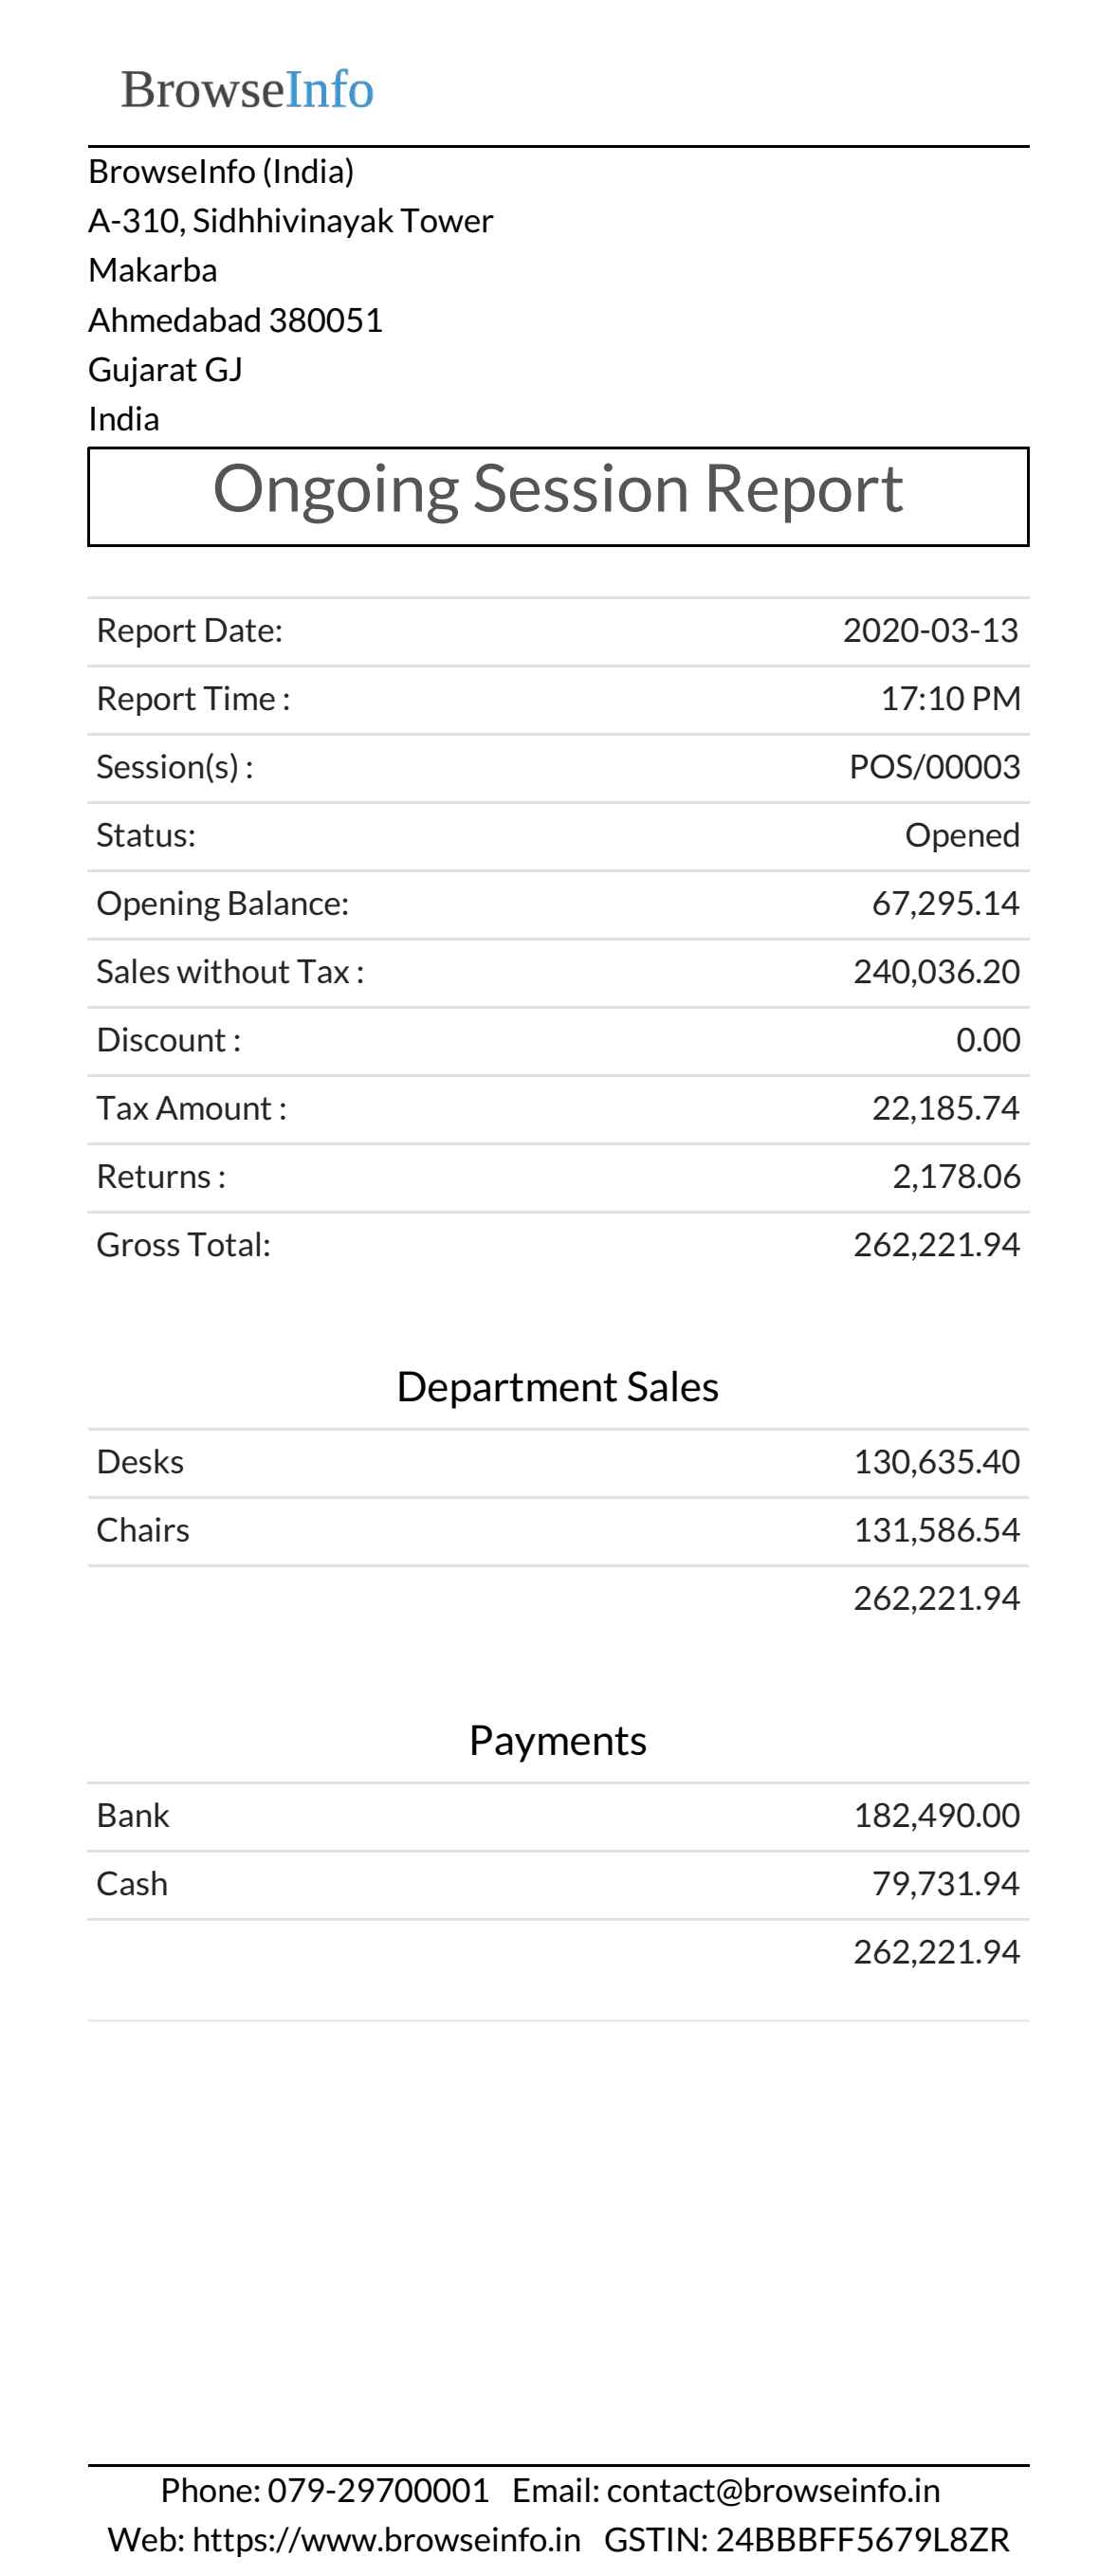 BrowseInfo
BrowseInfo (India)
A-310, Sidhhivinayak Tower
Makarba
Ahmedabad 380051
Gujarat GJ
India
Ongoing Session Report
Report Date: 2020-03-13
Report Time : 17:10 PM
Session(s) : POS/00003
Status: Opened
Opening Balance: 67,295.14
Sales without Tax : 240,036.20
Discount : 0.00
Tax Amount : 22,185.74
Returns : 2,178.06
Gross Total: 262,221.94
Department Sales
Desks 130,635.40
Chairs 131,586.54
262,221.94
Payments
Bank 182,490.00
Cash 79,731.94
262,221.94
Phone: 079-29700001 Email: contact@browseinfo.in
Web: https://www.browseinfo.in GSTIN: 24BBBFF5679L8ZR